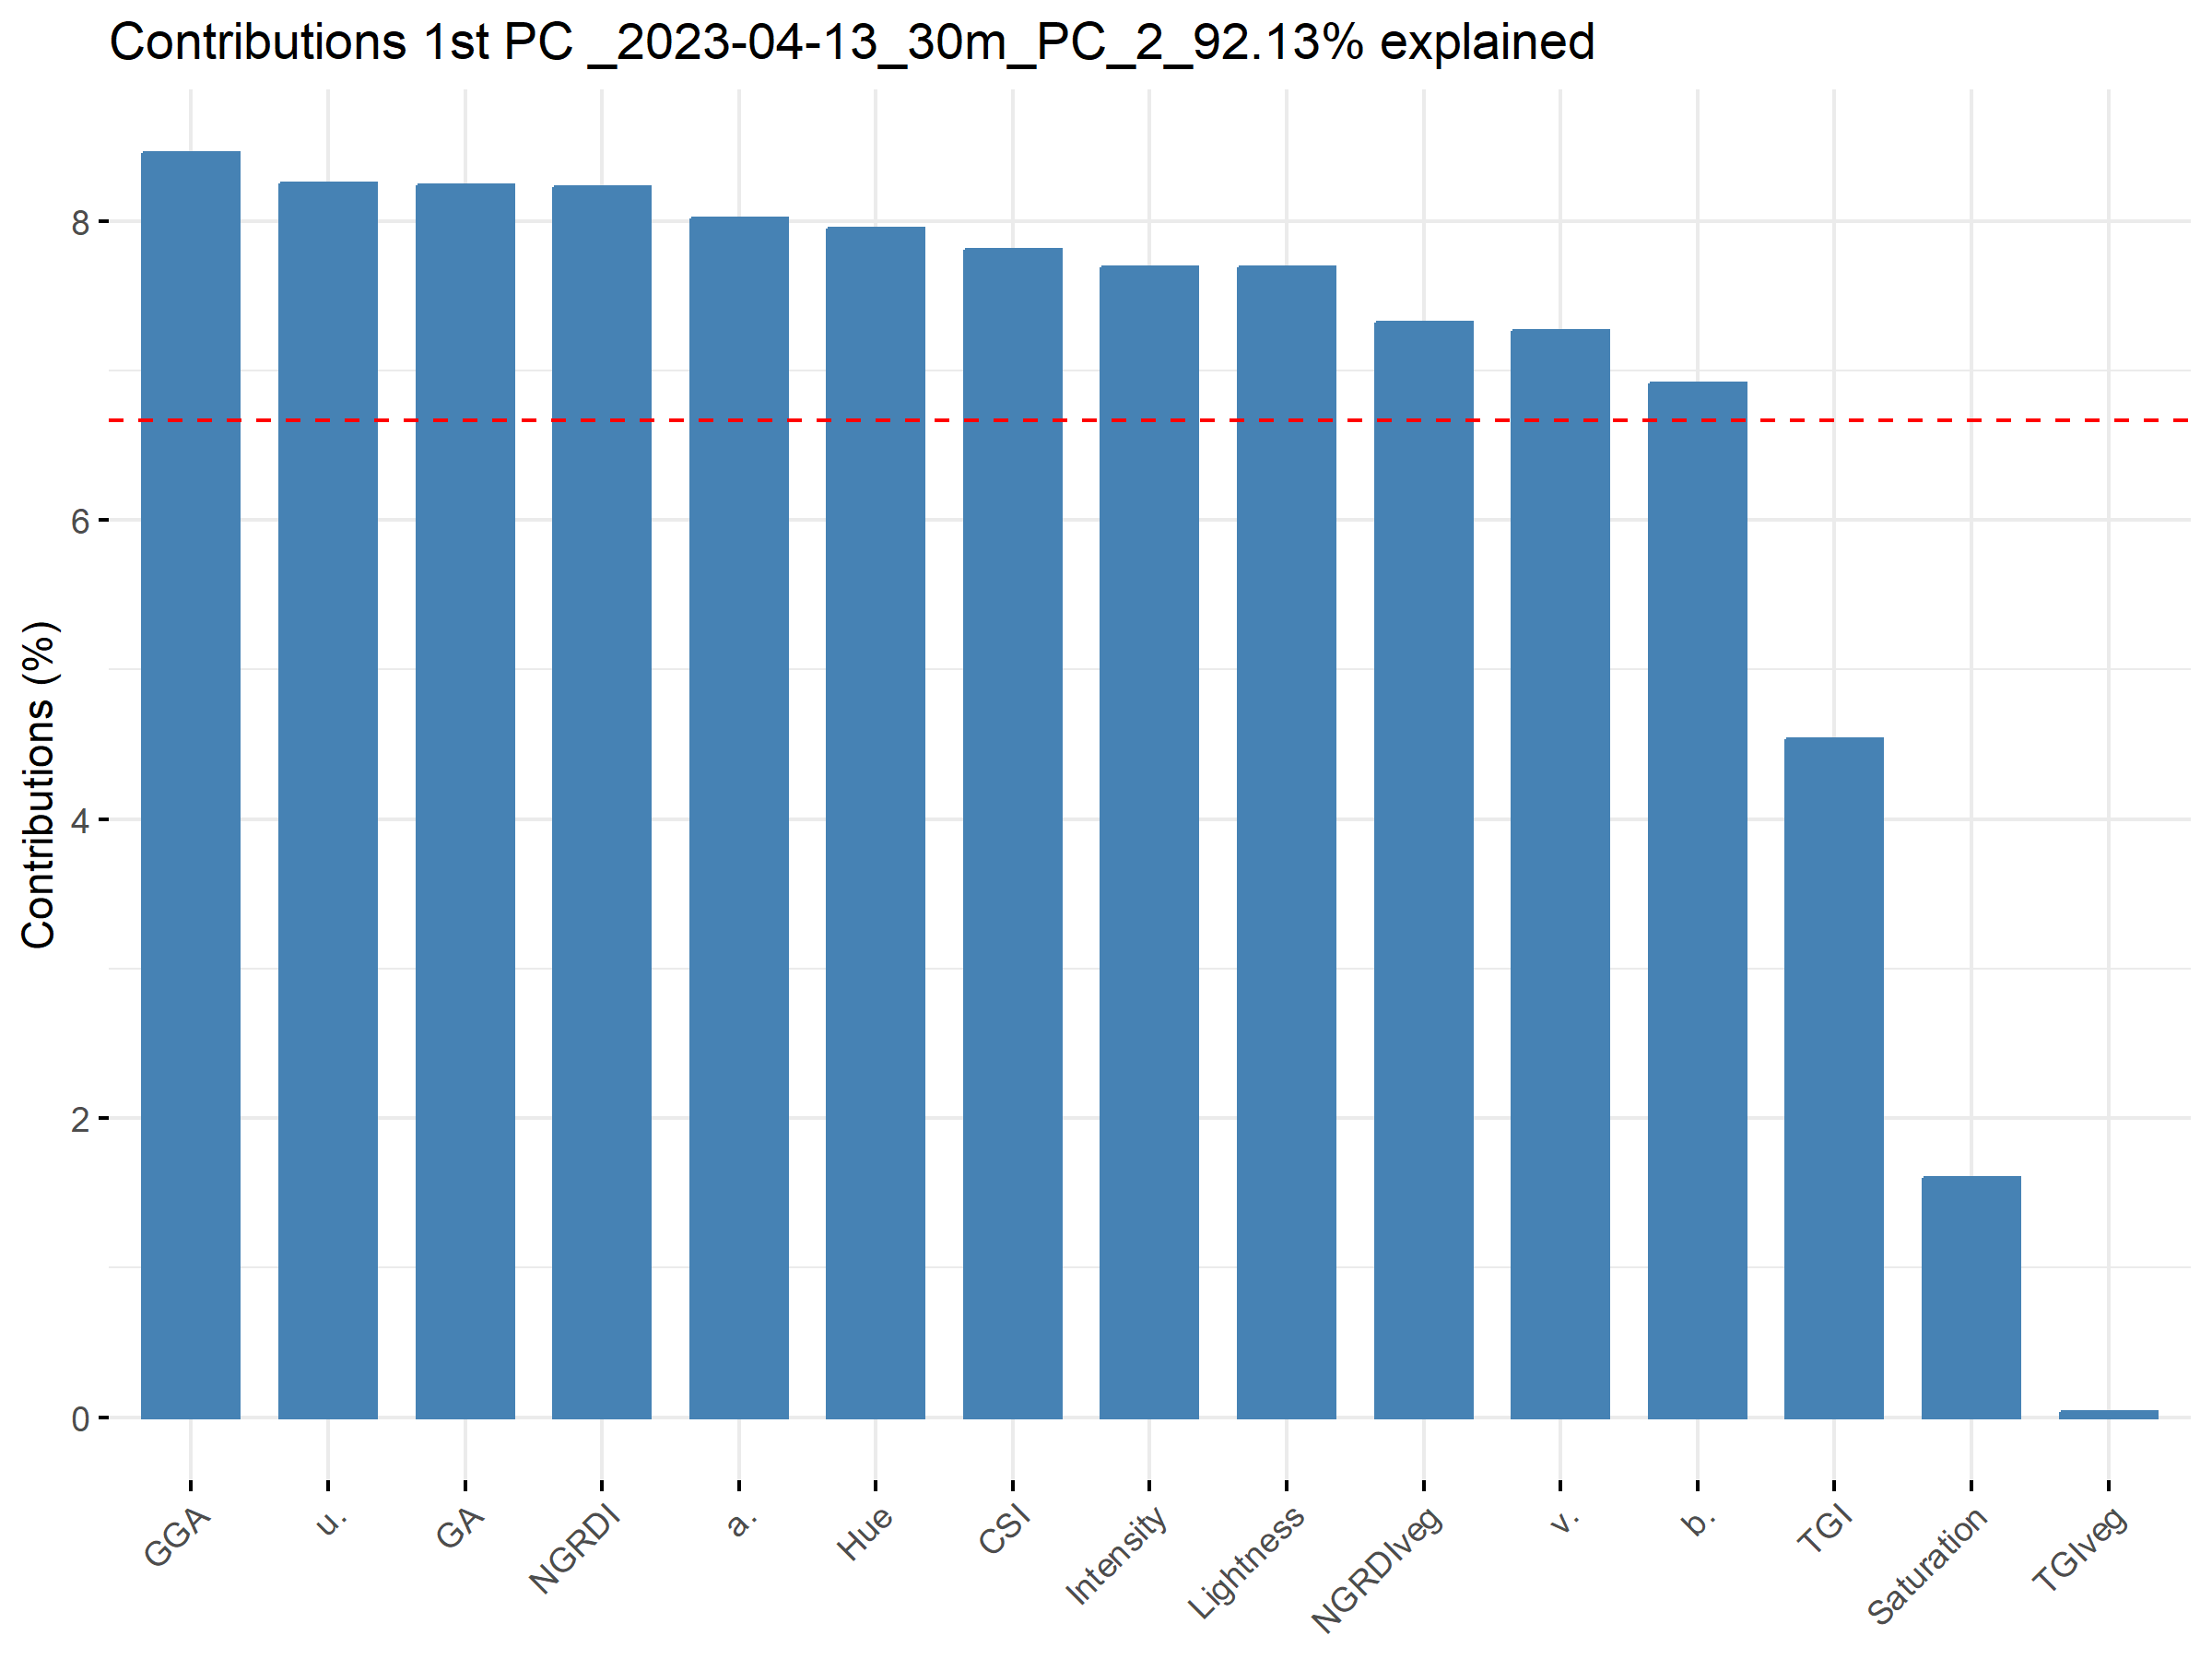 Contributions 1st PC _2023-04-13_30m_PC_2_92.13% explained
Contributions (%)
8
6
4
2
0
GGA
u.
GA
NGRDI
a.
Hue
CSI
Intensity
Lightness
NGRDIveg
v.
b.
TGI
Saturation
TGIveg